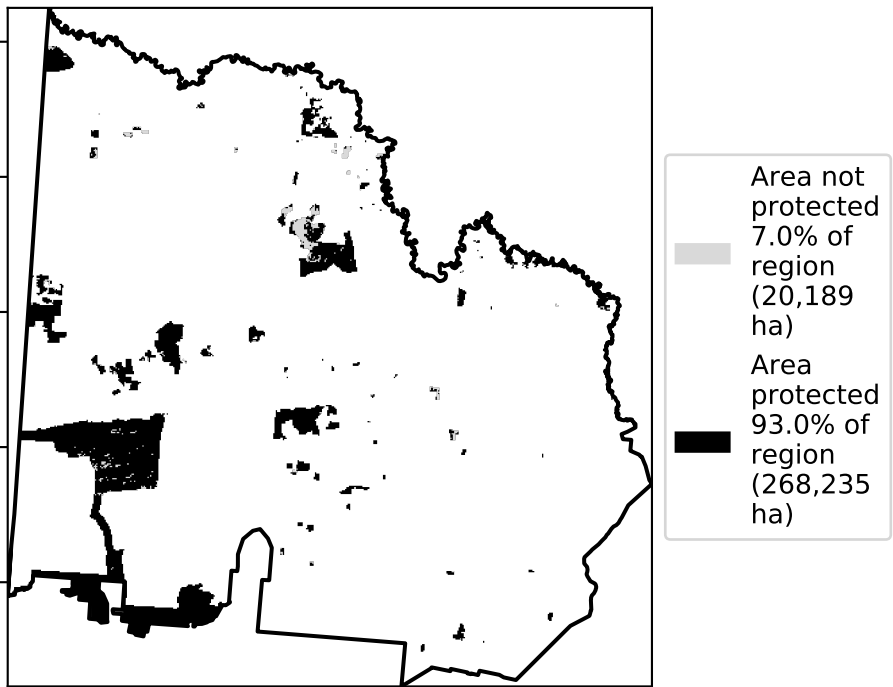 Area not
protected
7.0% of
region
(20,189
ha)
Area
protected
93.0% of
region
(268,235
ha)